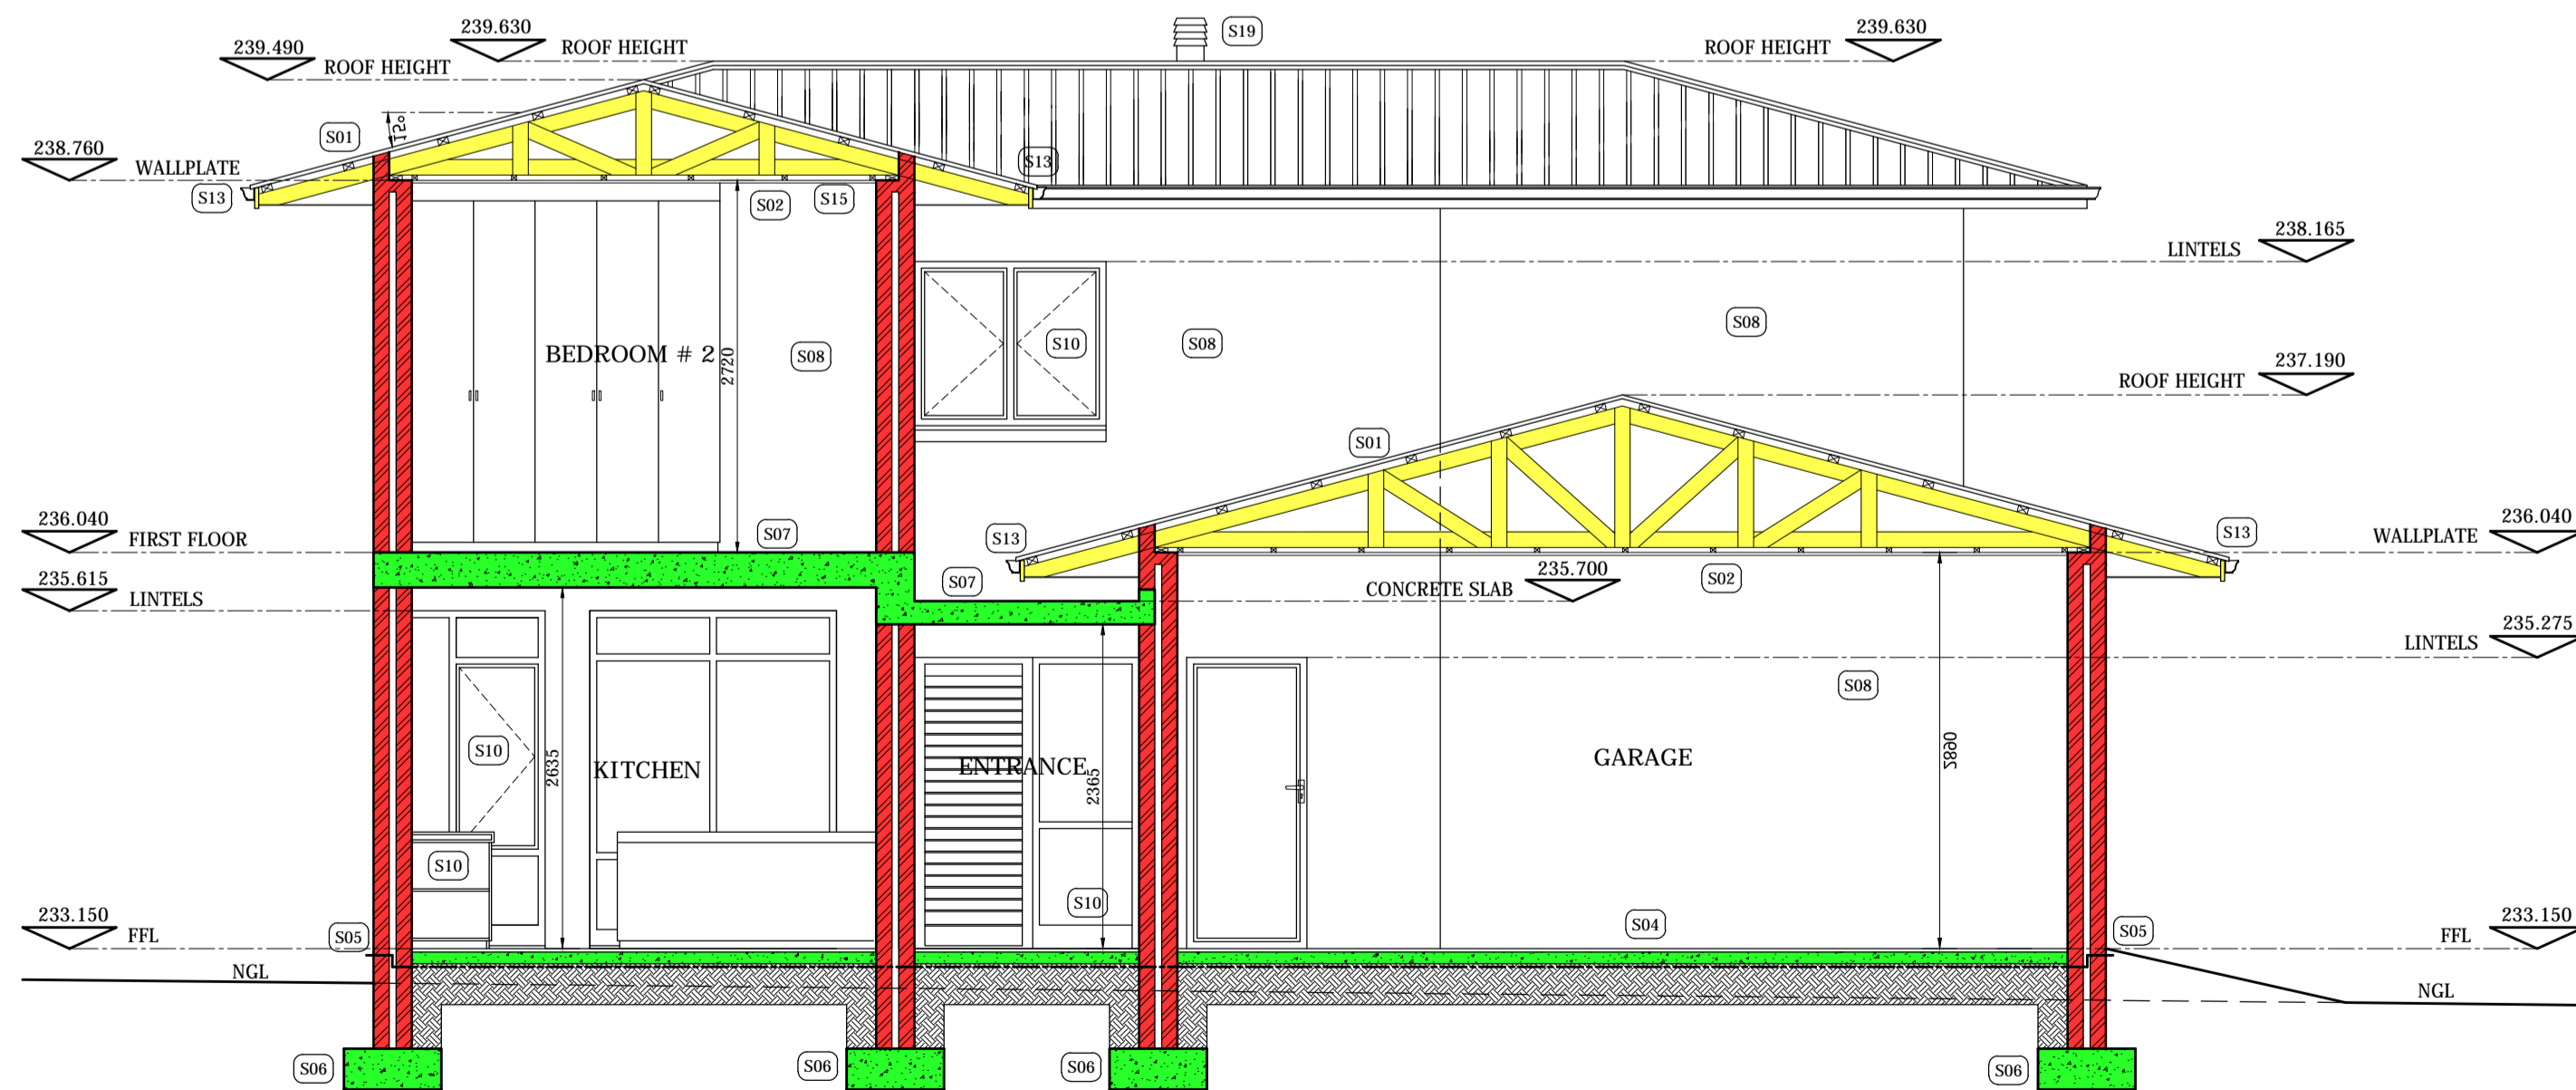 239.630
ROOF HEIGHT
S19
239.630
ROOF HEIGHT
239.490
ROOF HEIGHT
15°
S01
238.760
WALLPLATE
S13
S02
S15
S13
238.165
LINTELS
BEDROOM # 2
2720
S08
S10
S08
S08
237.190
ROOF HEIGHT
S01
236.040
FIRST FLOOR
S07
S13
236.040
WALLPLATE
S13
235.615
LINTELS
S07
235.700
CONCRETE SLAB
S02
235.275
LINTELS
S08
S10
2635
KITCHEN
ENTRANCE
2365
GARAGE
2890
S10
S10
233.150
FFL
S05
S04
S05
233.150
FFL
NGL
NGL
S06
S06
S06
S06